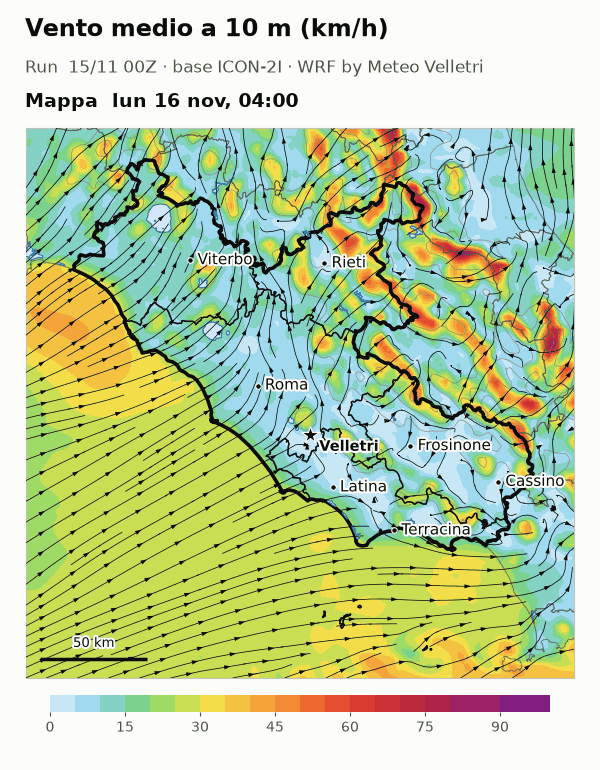 Vento medio a 10 m (km/h)
Run  15/11 00Z · base ICON-2I · WRF by Meteo Velletri
Mappa  lun 16 nov, 04:00
Viterbo
Rieti
Roma
Velletri
Frosinone
Latina
Cassino
Terracina
50 km
0 15 30 45 60 75 90